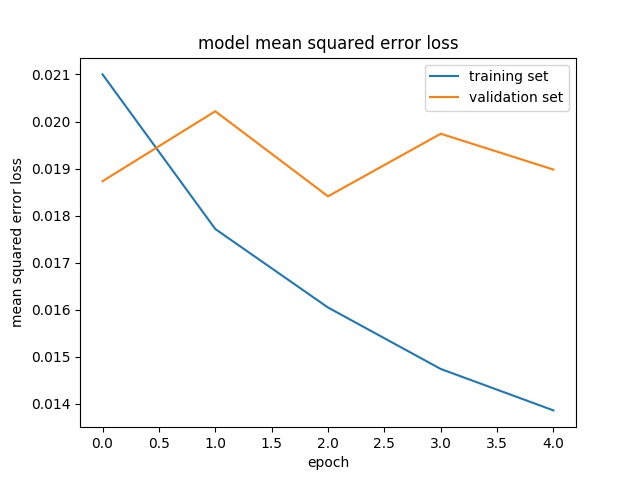 model mean squared error loss
training set
validation set
mean squared error loss
0.021
0.020
0.019
0.018
0.017
0.016
0.015
0.014
0.0 0.5 1.0 1.5 2.0 2.5 3.0 3.5 4.0
epoch